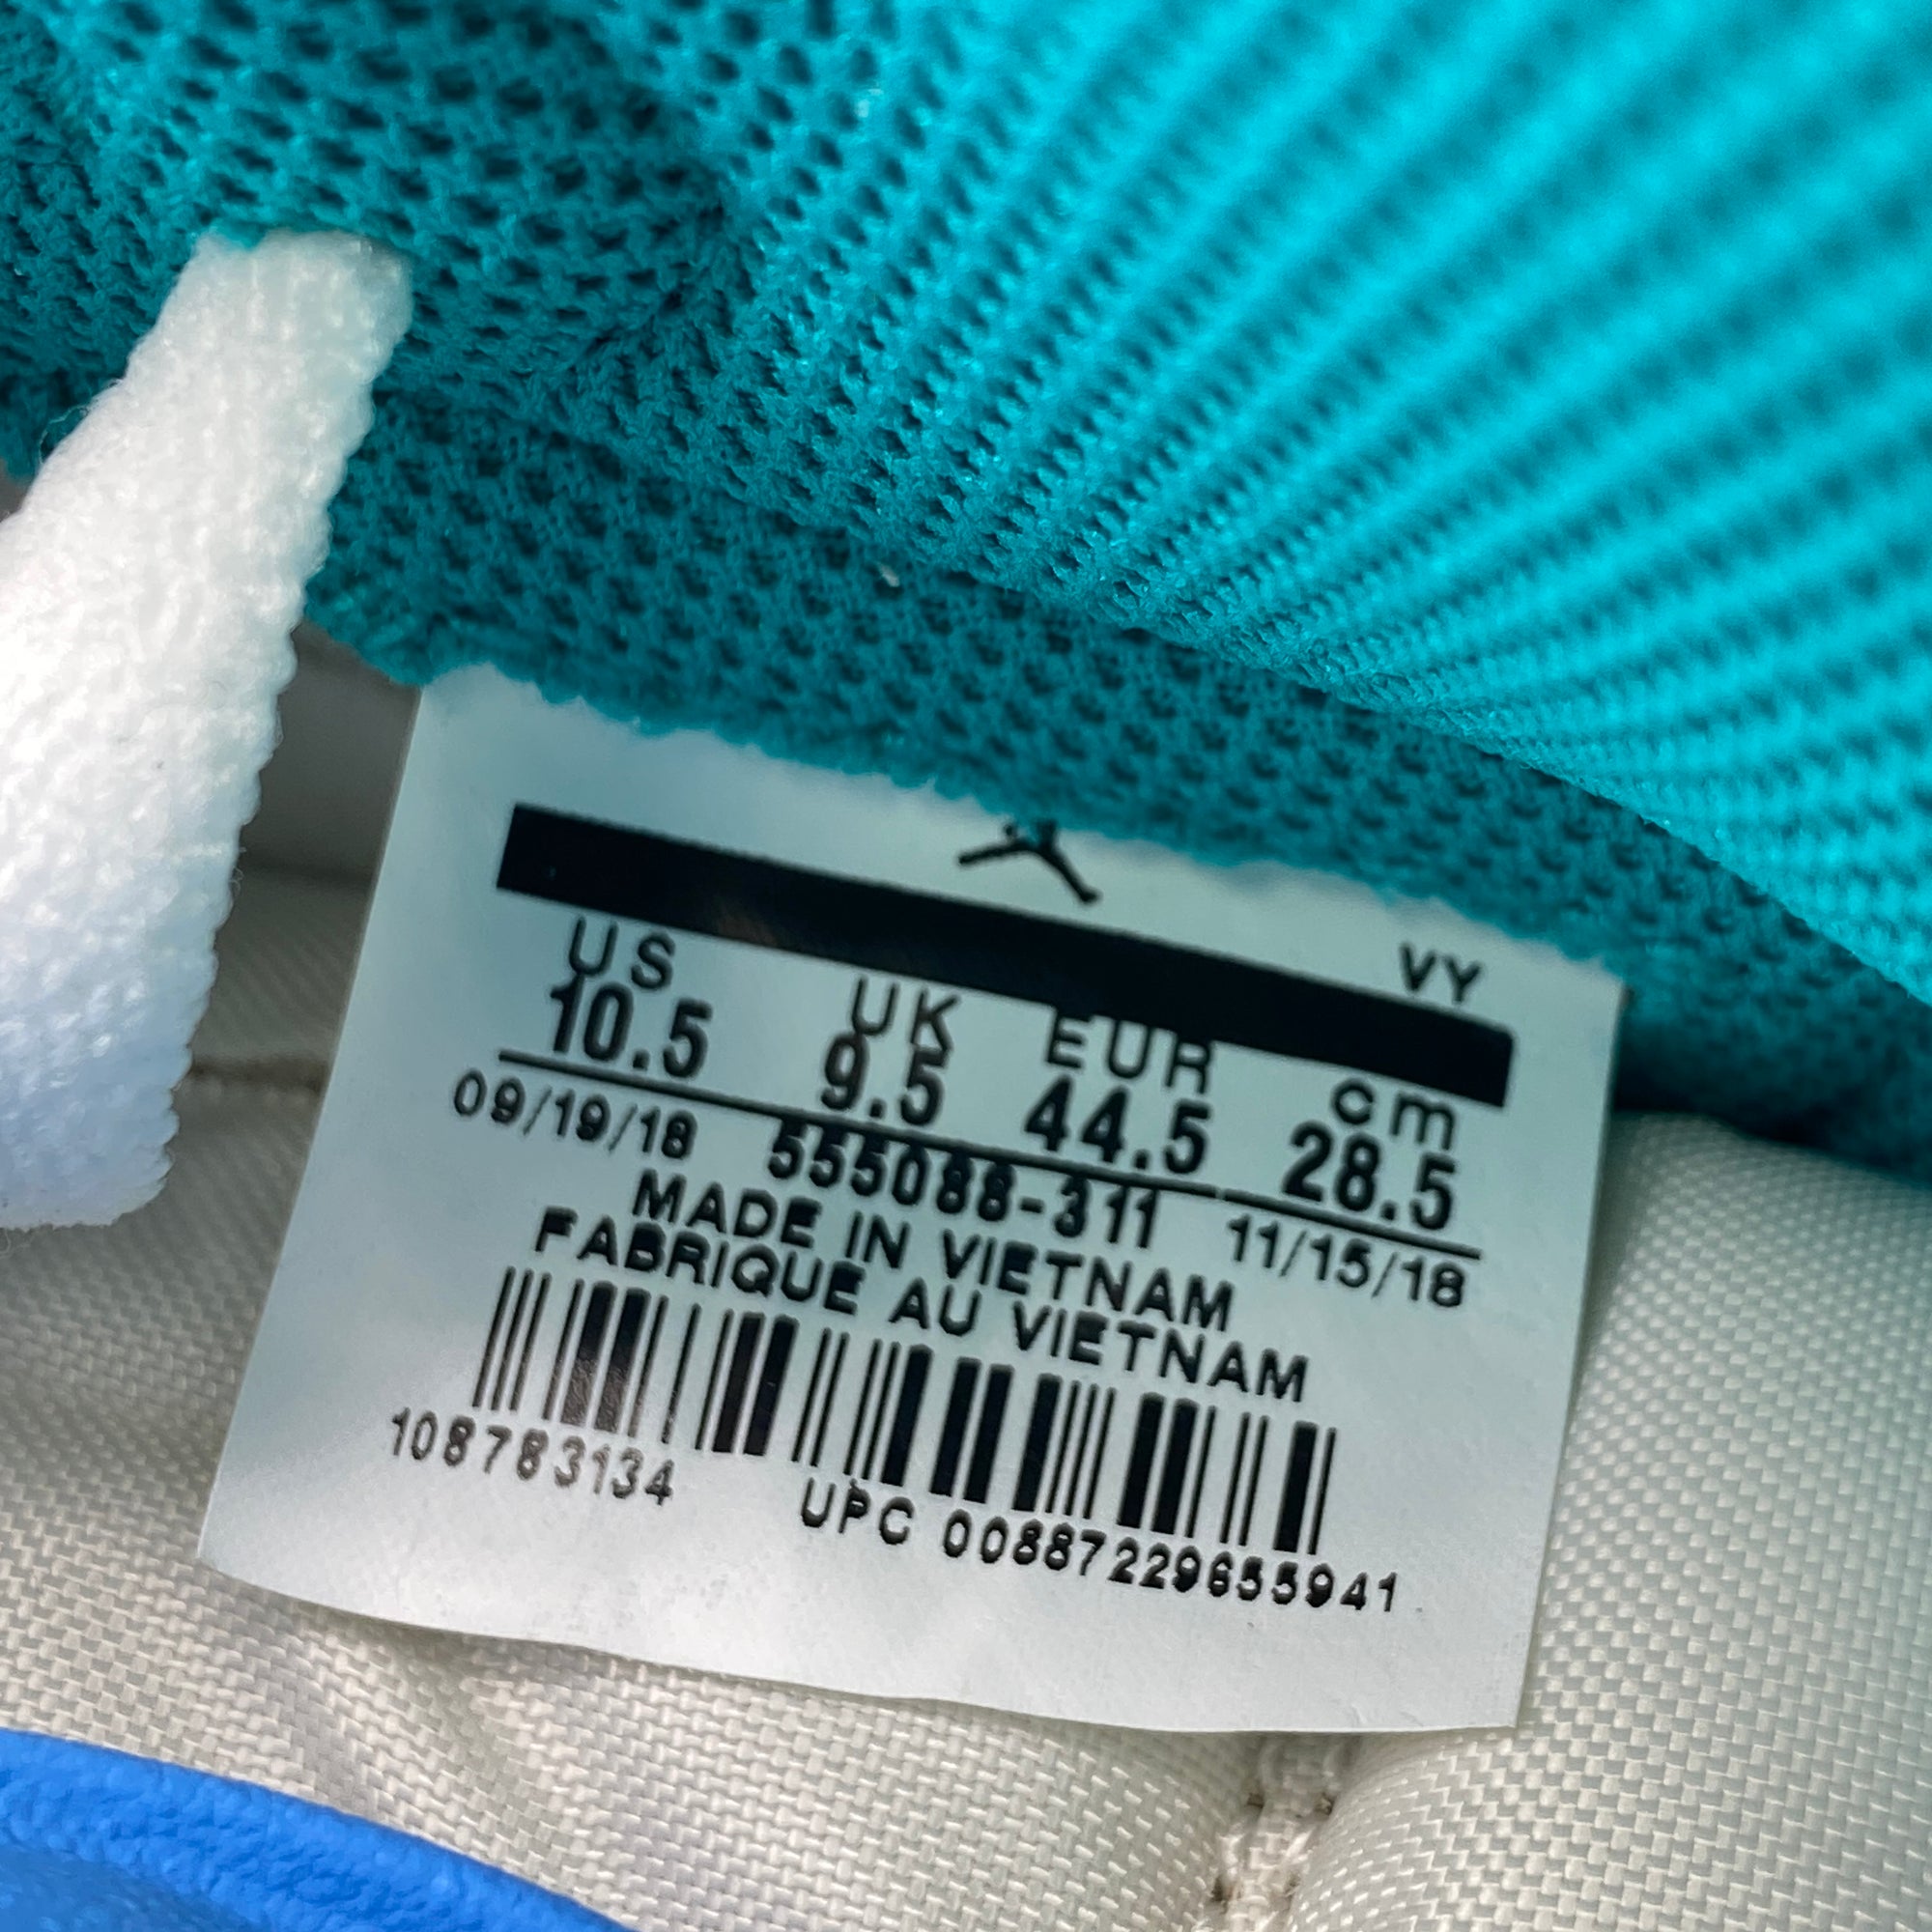 VY
US UK EUR cm
10.5 9.5 44.5 28.5
09/19/18 555088-311 11/15/18
MADE IN VIETNAM
FABRIQUE AU VIETNAM
108783134 UPC 00887229655941